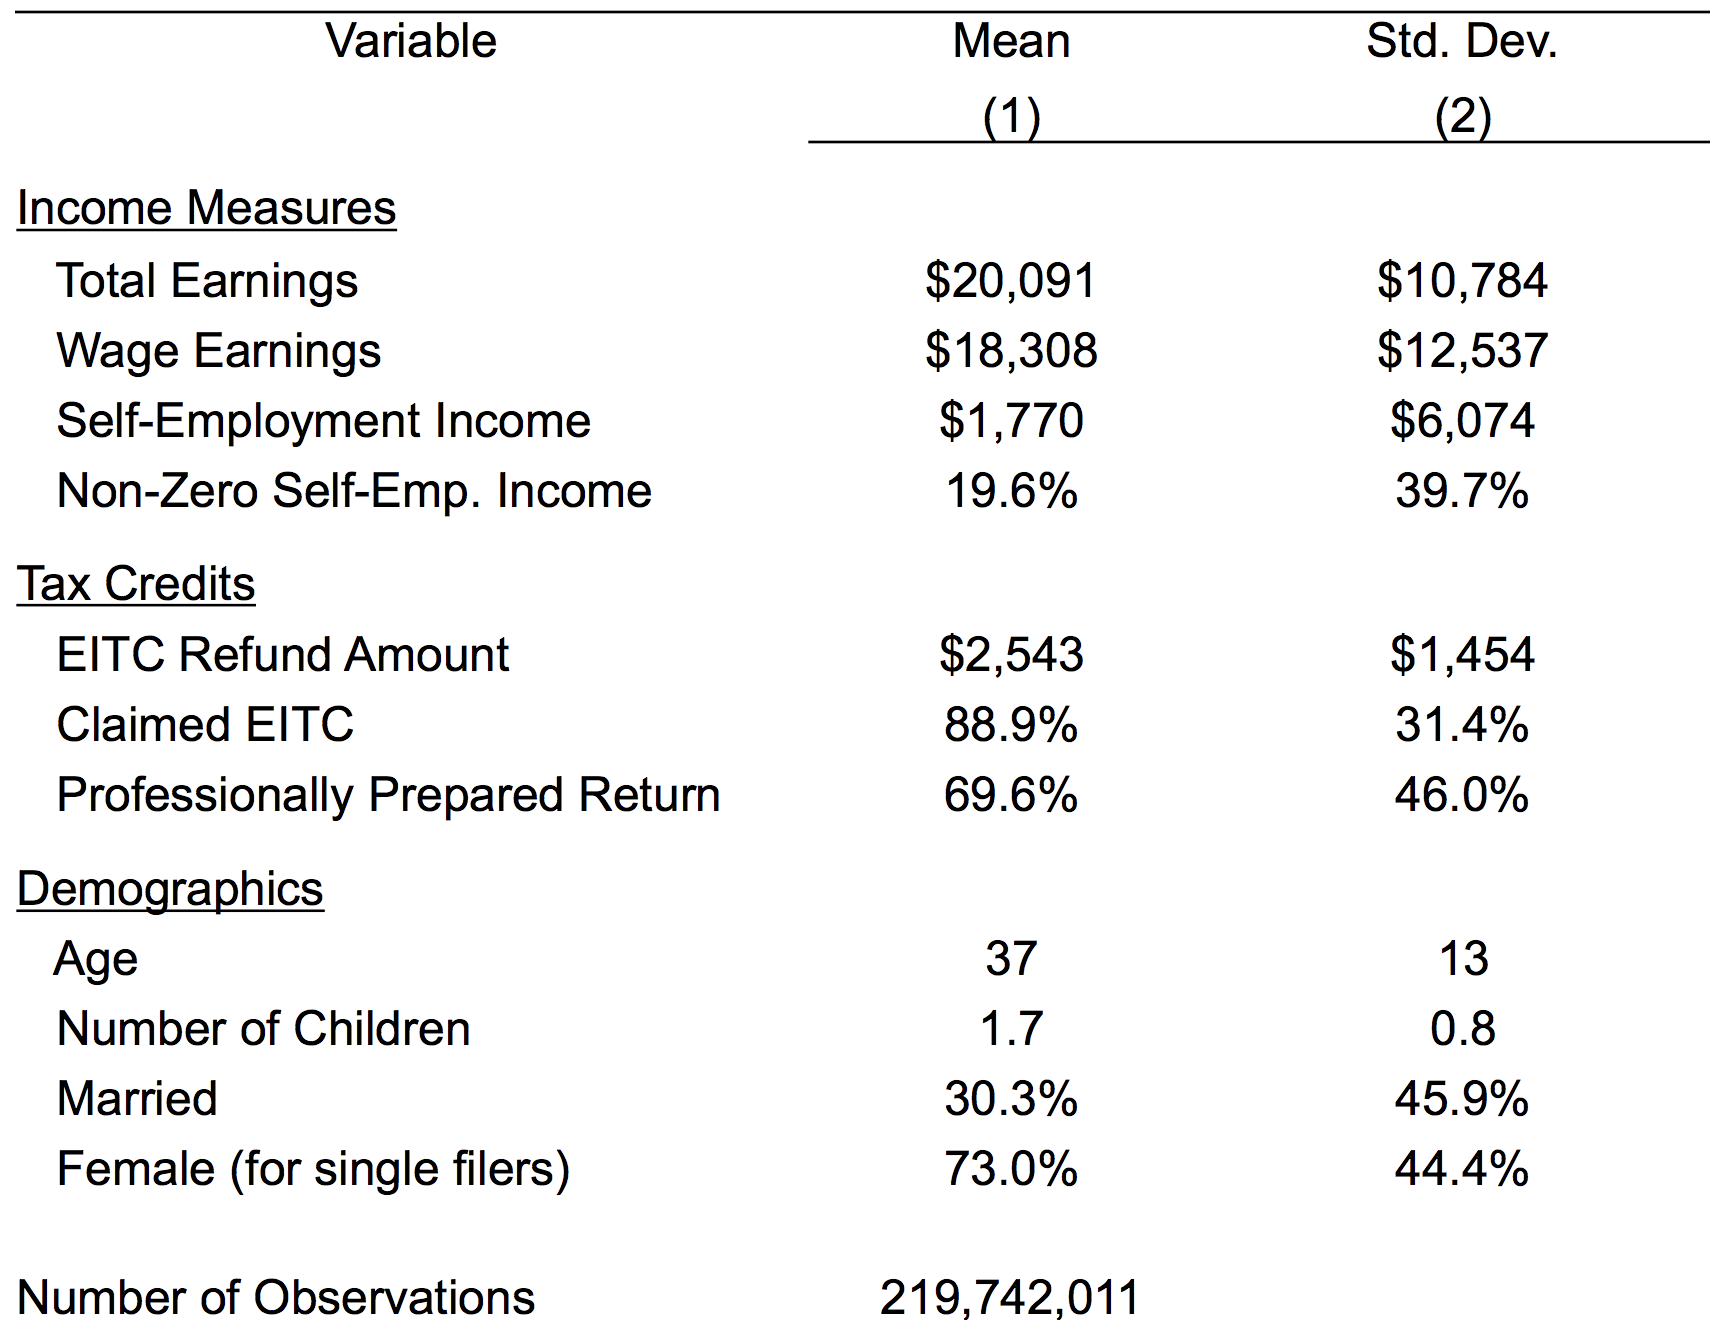 Variable Mean Std. Dev.
(1) (2)
Income Measures
Total Earnings $20,091 $10,784
Wage Earnings $18,308 $12,537
Self-Employment Income $1,770 $6,074
Non-Zero Self-Emp. Income 19.6% 39.7%
Tax Credits
EITC Refund Amount $2,543 $1,454
Claimed EITC 88.9% 31.4%
Professionally Prepared Return 69.6% 46.0%
Demographics
Age 37 13
Number of Children 1.7 0.8
Married 30.3% 45.9%
Female (for single filers) 73.0% 44.4%
Number of Observations 219,742,011